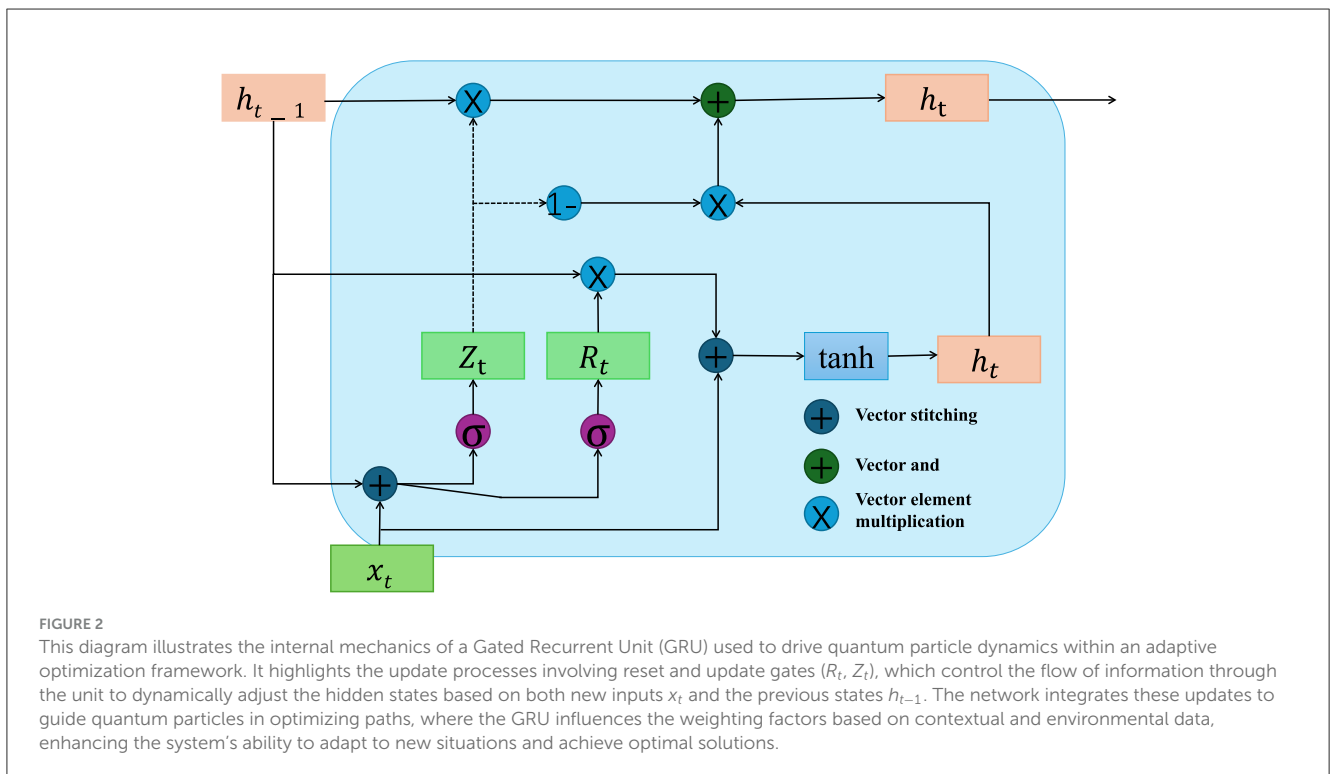 h_{t_1}
X
+
h_t
1-
X
X
Z_t
R_t
+
tanh
h_t
σ
σ
+
Vector stitching
+
+
Vector and
X
Vector element
multiplication
x_t
FIGURE 2
This diagram illustrates the internal mechanics of a Gated Recurrent Unit (GRU) used to drive quantum particle dynamics within an adaptive
optimization framework. It highlights the update processes involving reset and update gates (R_t, Z_t), which control the flow of information through
the unit to dynamically adjust the hidden states based on both new inputs x_t and the previous states h_{t−1}. The network integrates these updates to
guide quantum particles in optimizing paths, where the GRU influences the weighting factors based on contextual and environmental data,
enhancing the system's ability to adapt to new situations and achieve optimal solutions.